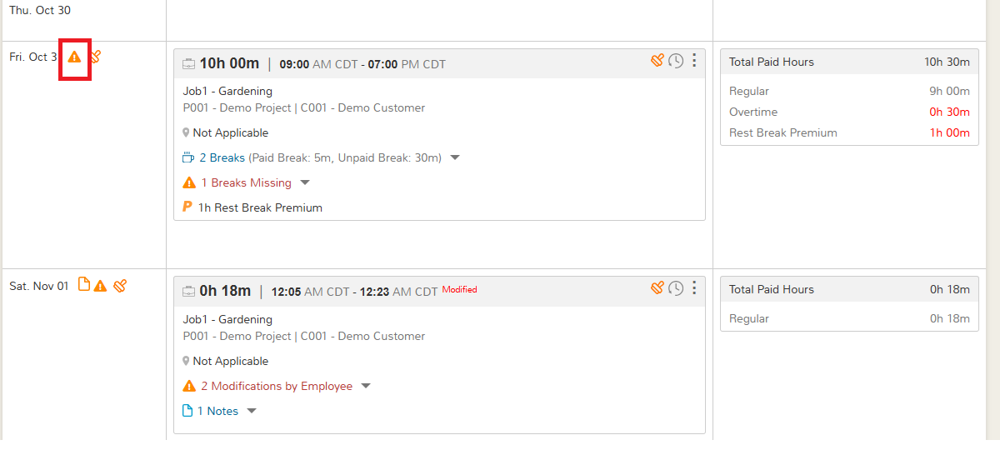 Thu. Oct 30
Fri. Oct 3
10h 00m | 09:00 AM CDT - 07:00 PM CDT
Job1 - Gardening
P001 - Demo Project | C001 - Demo Customer
Not Applicable
2 Breaks (Paid Break: 5m, Unpaid Break: 30m)
1 Breaks Missing
P 1h Rest Break Premium
Total Paid Hours 10h 30m
Regular 9h 00m
Overtime 0h 30m
Rest Break Premium 1h 00m
Sat. Nov 01
0h 18m | 12:05 AM CDT - 12:23 AM CDT Modified
Job1 - Gardening
P001 - Demo Project | C001 - Demo Customer
Not Applicable
2 Modifications by Employee
1 Notes
Total Paid Hours 0h 18m
Regular 0h 18m